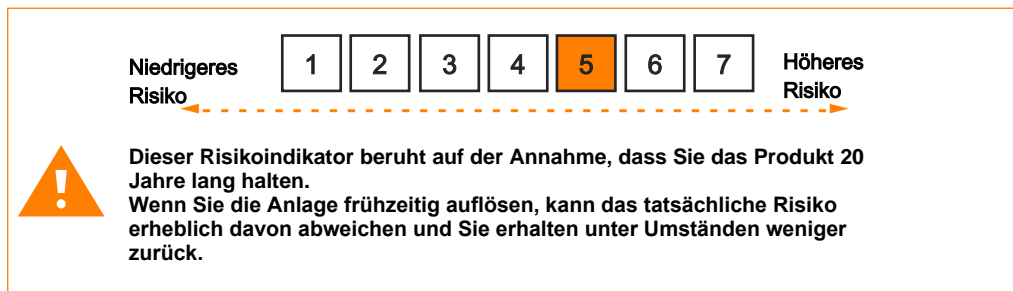 Niedrigeres
Risiko
1 2 3 4 5 6 7
Höheres
Risiko
!
Dieser Risikoindikator beruht auf der Annahme, dass Sie das Produkt 20
Jahre lang halten.
Wenn Sie die Anlage frühzeitig auflösen, kann das tatsächliche Risiko
erheblich davon abweichen und Sie erhalten unter Umständen weniger
zurück.